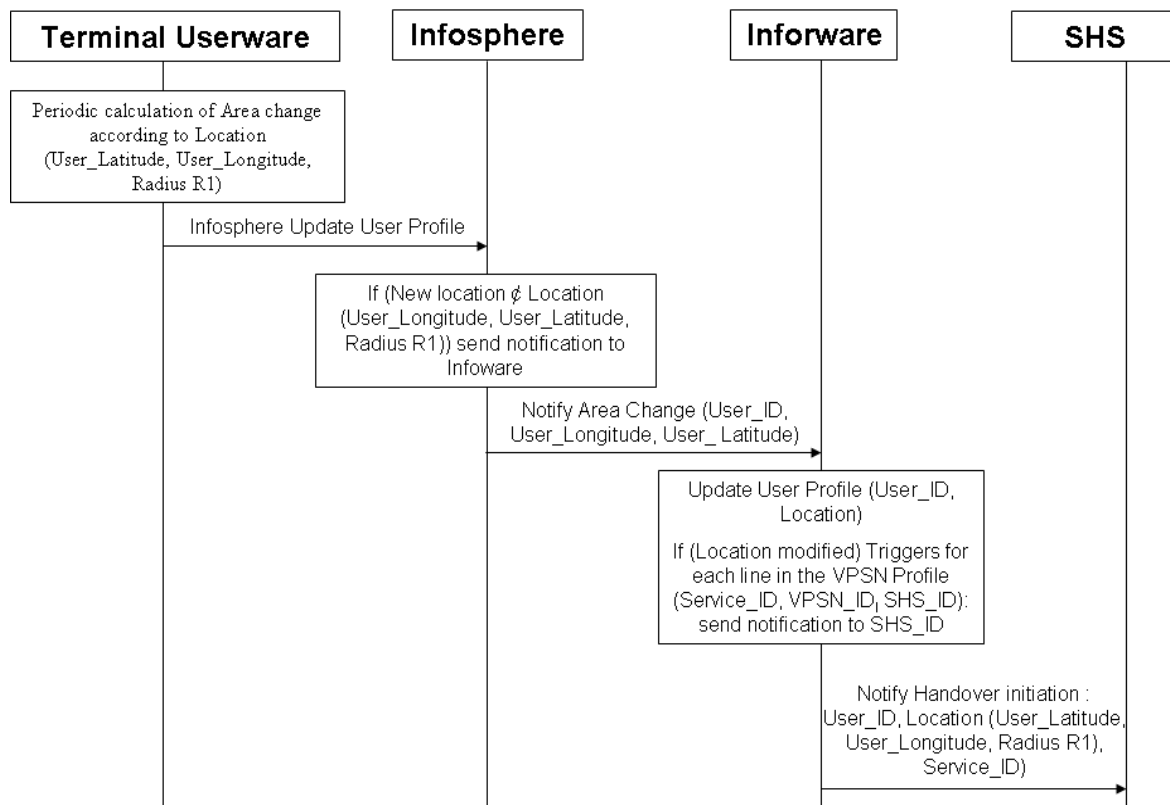 Terminal Userware
Infosphere
Inforware
SHS
Periodic calculation of Area change
according to Location
(User_Latitude, User_Longitude,
Radius R1)
Infosphere Update User Profile
If (New location ¢ Location
(User_Longitude, User_Latitude,
Radius R1)) send notification to
Infoware
Notify Area Change (User_ID,
User_Longitude, User_ Latitude)
Update User Profile (User_ID,
Location)
If (Location modified) Triggers for
each line in the VPSN Profile
(Service_ID, VPSN_ID, SHS_ID):
send notification to SHS_ID
Notify Handover initiation :
User_ID, Location (User_Latitude,
User_Longitude, Radius R1),
Service_ID)